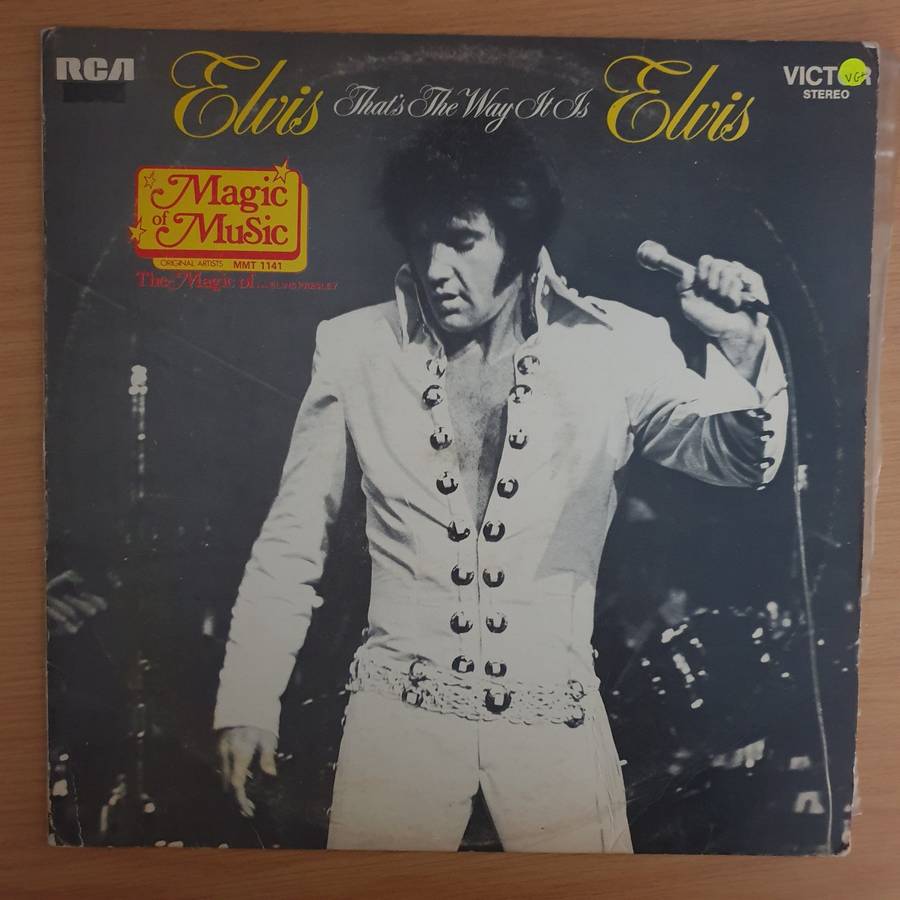 RCA
Elvis That's The Way It Is Elvis
VICTOR
STEREO
VG+
Magic
of Music
ORIGINAL ARTISTS MMT 1141
The Magic of... ELVIS PRESLEY